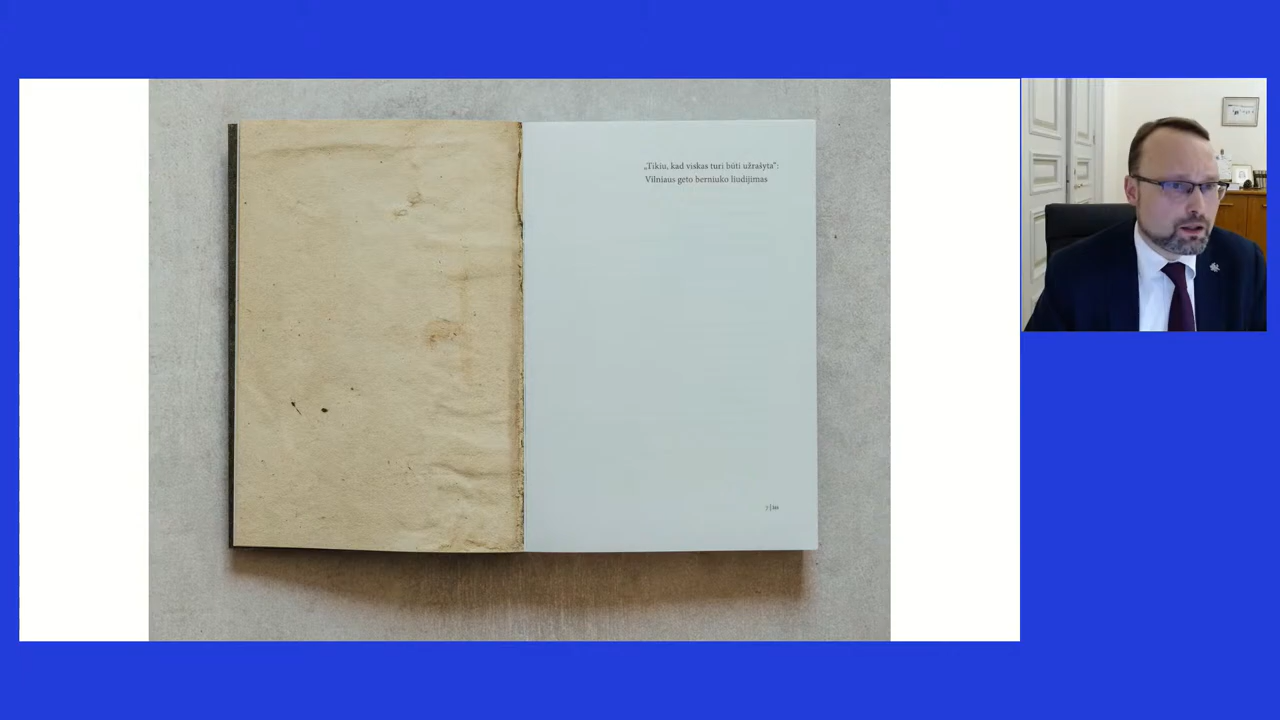 „Tikiu, kad viskas turi būti užrašyta“:
Vilniaus geto berniuko liudijimas